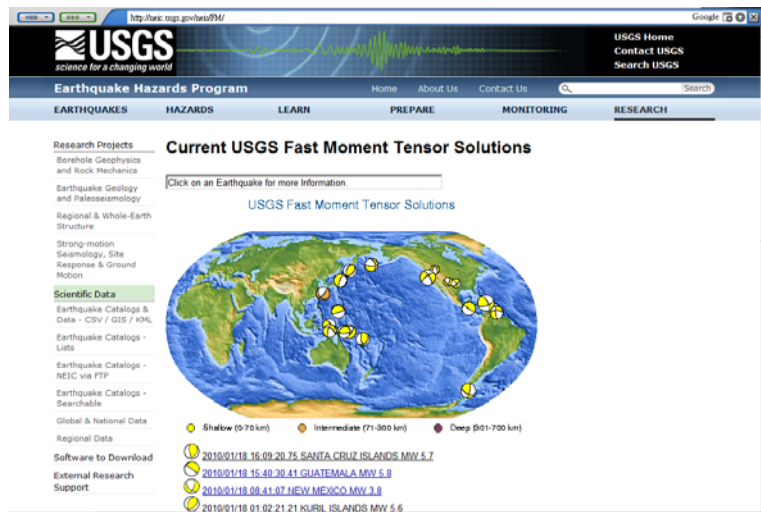 http://neic.usgs.gov/neis/FM/
Google
USGS
science for a changing world
USGS Home
Contact USGS
Search USGS
Earthquake Hazards Program
Home About Us Contact Us Search
EARTHQUAKES HAZARDS LEARN PREPARE MONITORING RESEARCH
Research Projects
Borehole Geophysics
and Rock Mechanics
Earthquake Geology
and Paleoseismology
Regional & Whole-Earth
Structure
Strong-motion
Seismology, Site
Response & Ground
Motion
Scientific Data
Earthquake Catalogs &
Data - CSV / GIS / KML
Earthquake Catalogs -
Lists
Earthquake Catalogs -
NEIC via FTP
Earthquake Catalogs -
Searchable
Global & National Data
Regional Data
Software to Download
External Research
Support
Current USGS Fast Moment Tensor Solutions
Click on an Earthquake for more Information.
USGS Fast Moment Tensor Solutions
Shallow (0-70 km) Intermediate (71-300 km) Deep (301-700 km)
2010/01/18 16:09:20.75 SANTA CRUZ ISLANDS MW 5.7
2010/01/18 15:40:30.41 GUATEMALA MW 5.8
2010/01/18 08:41:07 NEW MEXICO MW 3.8
2010/01/18 01:02:21.21 KURIL ISLANDS MW 5.6